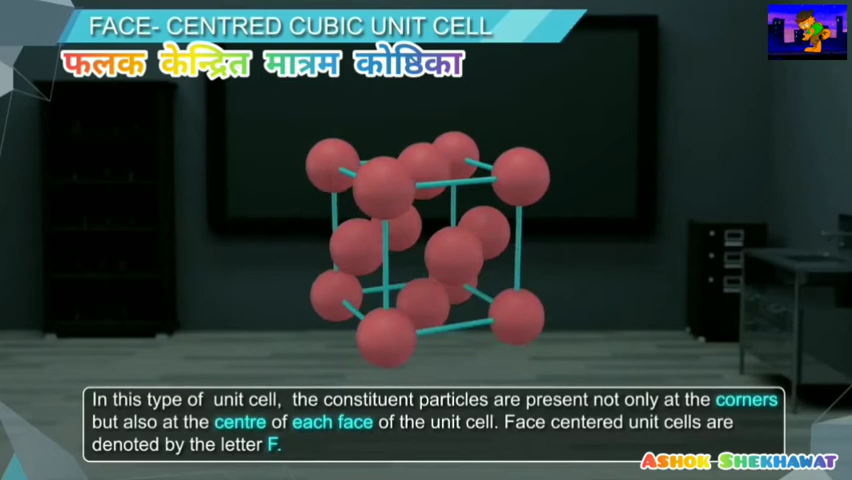 FACE- CENTRED CUBIC UNIT CELL
फलक केन्द्रित मात्रम कोष्ठिका
In this type of unit cell, the constituent particles are present not only at the corners
but also at the centre of each face of the unit cell. Face centered unit cells are
denoted by the letter F.
ASHOK SHEKHAWAT